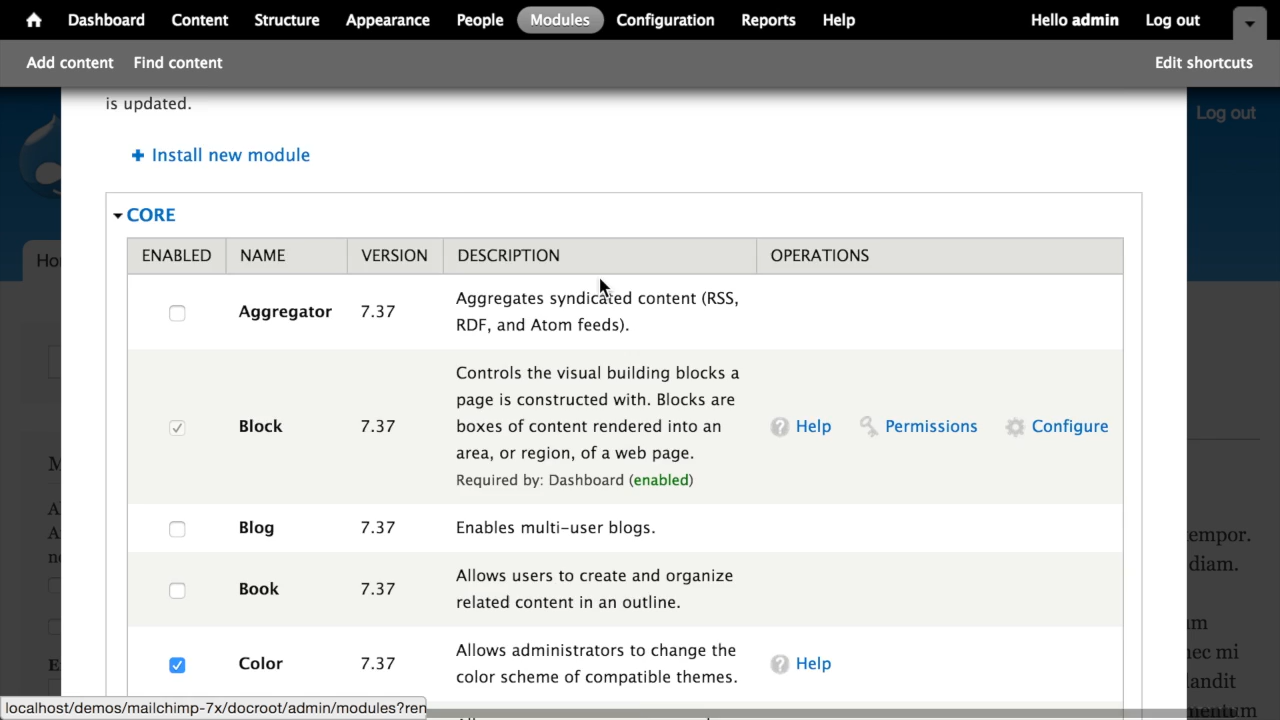 Dashboard Content Structure Appearance People Modules Configuration Reports Help Hello admin Log out
Add content Find content Edit shortcuts
is updated.
Log out
Install new module
CORE
ENABLED NAME VERSION DESCRIPTION OPERATIONS
Aggregator 7.37 Aggregates syndicated content (RSS,
RDF, and Atom feeds).
Controls the visual building blocks a
page is constructed with. Blocks are
Block 7.37 boxes of content rendered into an Help Permissions Configure
area, or region, of a web page.
Required by: Dashboard (enabled)
Blog 7.37 Enables multi-user blogs.
Book 7.37 Allows users to create and organize
related content in an outline.
Color 7.37 Allows administrators to change the Help
color scheme of compatible themes.
empor.
diam.
nec mi
landit
mentum
localhost/demos/mailchimp-7x/docroot/admin/modules?ren